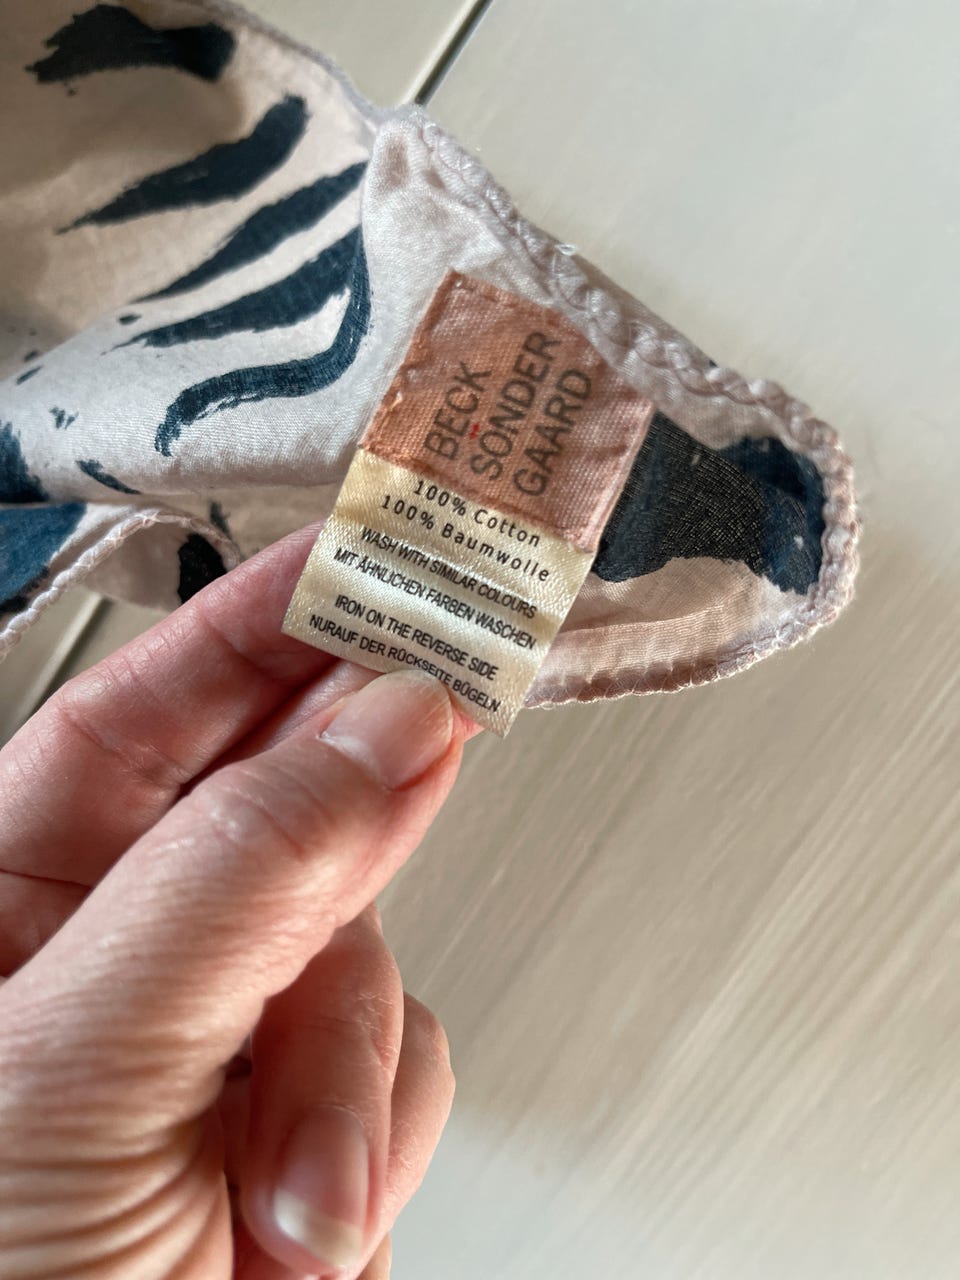 BECK
SONDER
GAARD
100% Cotton
100% Baumwolle
WASH WITH SIMILAR COLOURS
MIT ÄHNLICHEN FARBEN WASCHEN
IRON ON THE REVERSE SIDE
NURAUF DER RÜCKSEITE BÜGELN